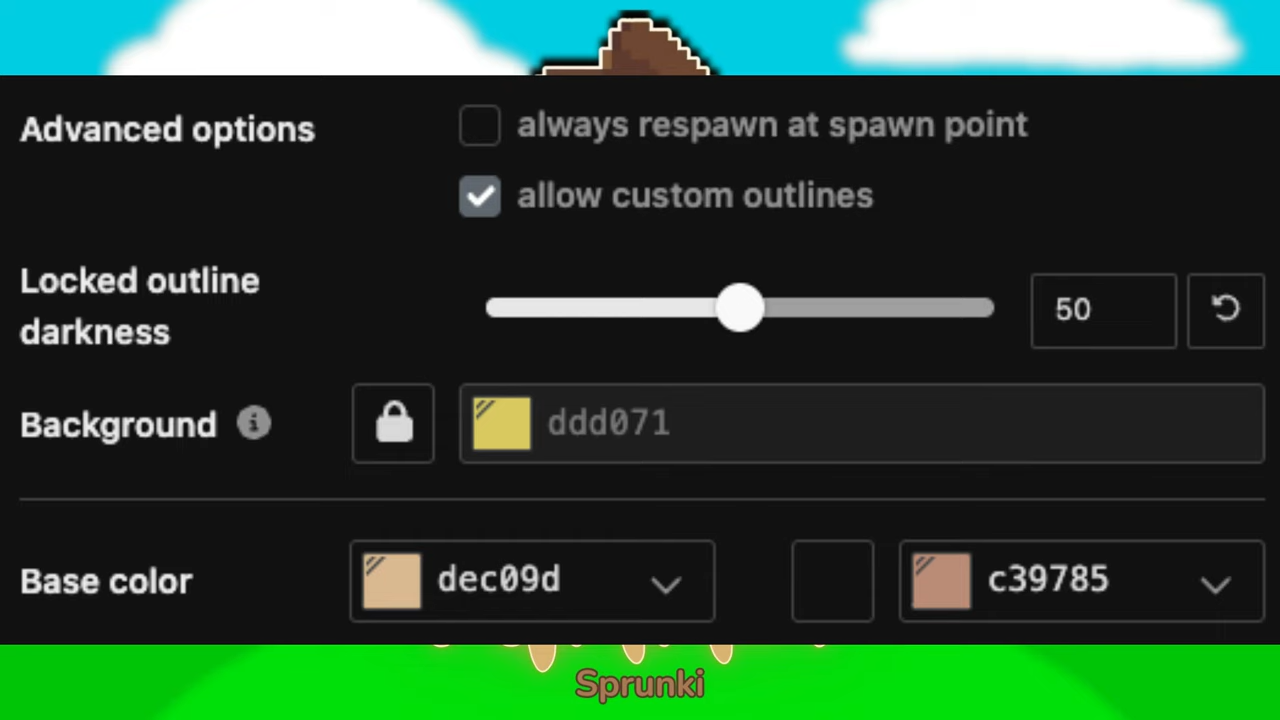 Advanced options
always respawn at spawn point
allow custom outlines
Locked outline
darkness
50
Background
ddd071
Base color
dec09d
c39785
Sprunki